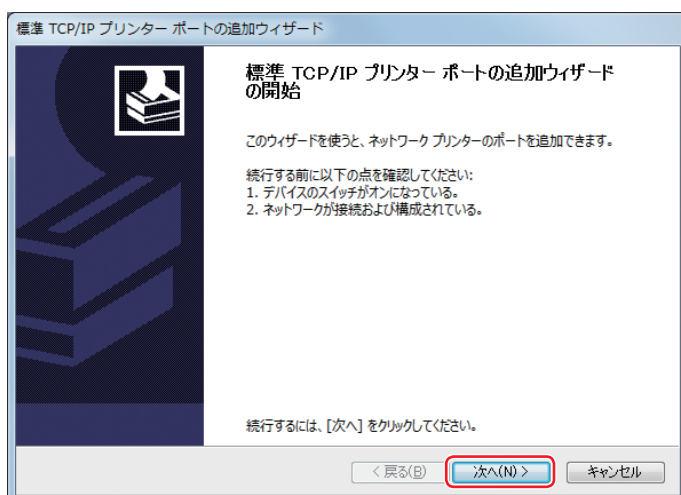 標準 TCP/IP プリンター ポートの追加ウィザード
標準 TCP/IP プリンター ポートの追加ウィザード
の開始
このウィザードを使うと、ネットワーク プリンターのポートを追加できます。
続行する前に以下の点を確認してください:
1. デバイスのスイッチがオンになっている。
2. ネットワークが接続および構成されている。
続行するには、[次へ] をクリックしてください。
< 戻る(B)
次へ(N) >
キャンセル